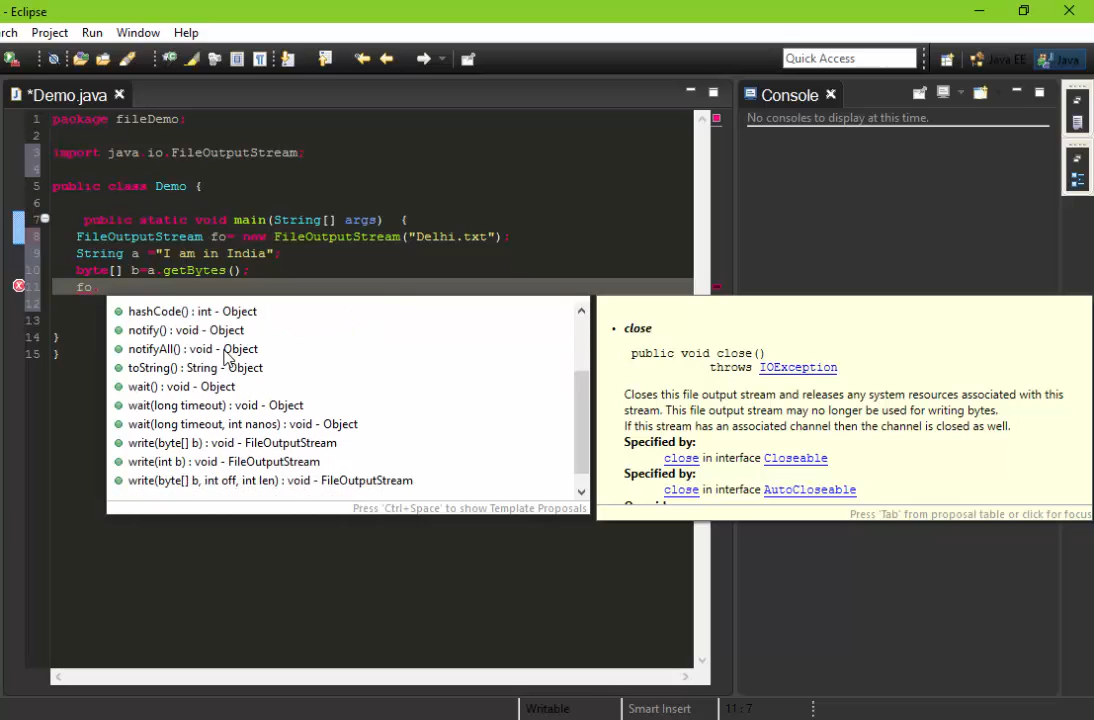 - Eclipse
rch Project Run Window Help
Quick Access
Java EE Java
*Demo.java
Console
No consoles to display at this time.
1 package fileDemo;
2
3 import java.io.FileOutputStream;
4
5 public class Demo {
6
7 public static void main(String[] args) {
8 FileOutputStream fo= new FileOutputStream("Delhi.txt");
9 String a ="I am in India";
10 byte[] b=a.getBytes();
11 fo.
12
13
14 }
15 }
hashCode() : int - Object
notify() : void - Object
notifyAll() : void - Object
toString() : String - Object
wait() : void - Object
wait(long timeout) : void - Object
wait(long timeout, int nanos) : void - Object
write(byte[] b) : void - FileOutputStream
write(int b) : void - FileOutputStream
write(byte[] b, int off, int len) : void - FileOutputStream
Press 'Ctrl+Space' to show Template Proposals
• close
public void close()
throws IOException
Closes this file output stream and releases any system resources associated with this
stream. This file output stream may no longer be used for writing bytes.
If this stream has an associated channel then the channel is closed as well.
Specified by:
close in interface Closeable
Specified by:
close in interface AutoCloseable
Press 'Tab' from proposal table or click for focus
Writable
Smart Insert
11 : 7